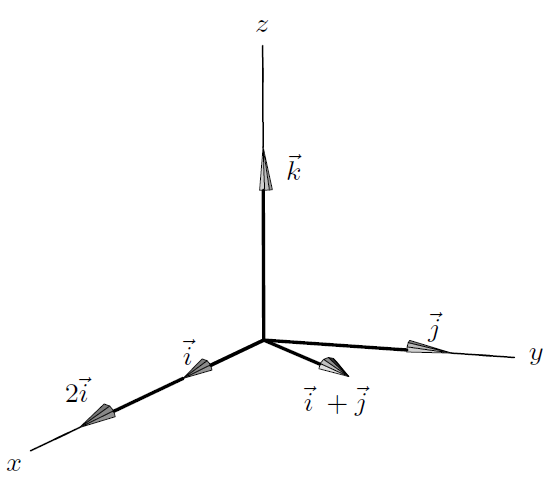 z
k⃗
j⃗
y
i⃗
2i⃗
i⃗ + j⃗
x